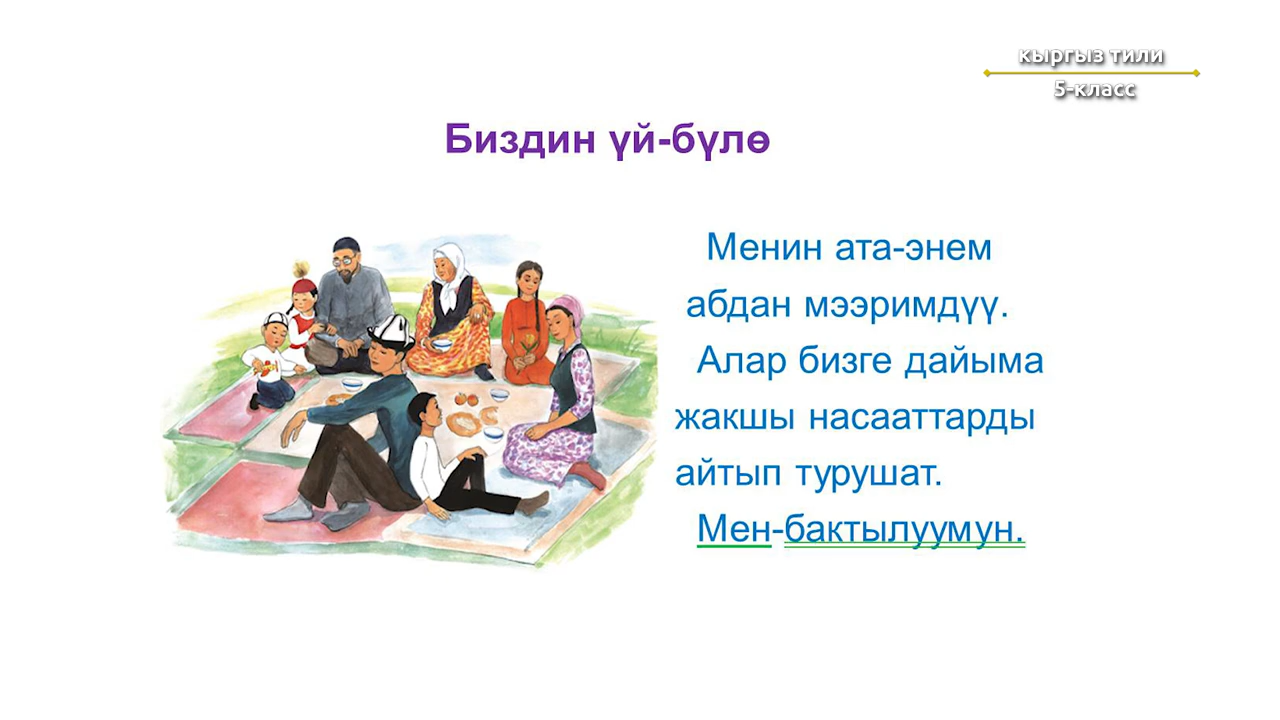 кыргыз тили
5-класс
Биздин үй-бүлө
Менин ата-энем
абдан мээримдүү.
Алар бизге дайыма
жакшы насааттарды
айтып турушат.
Мен-бактылуумун.